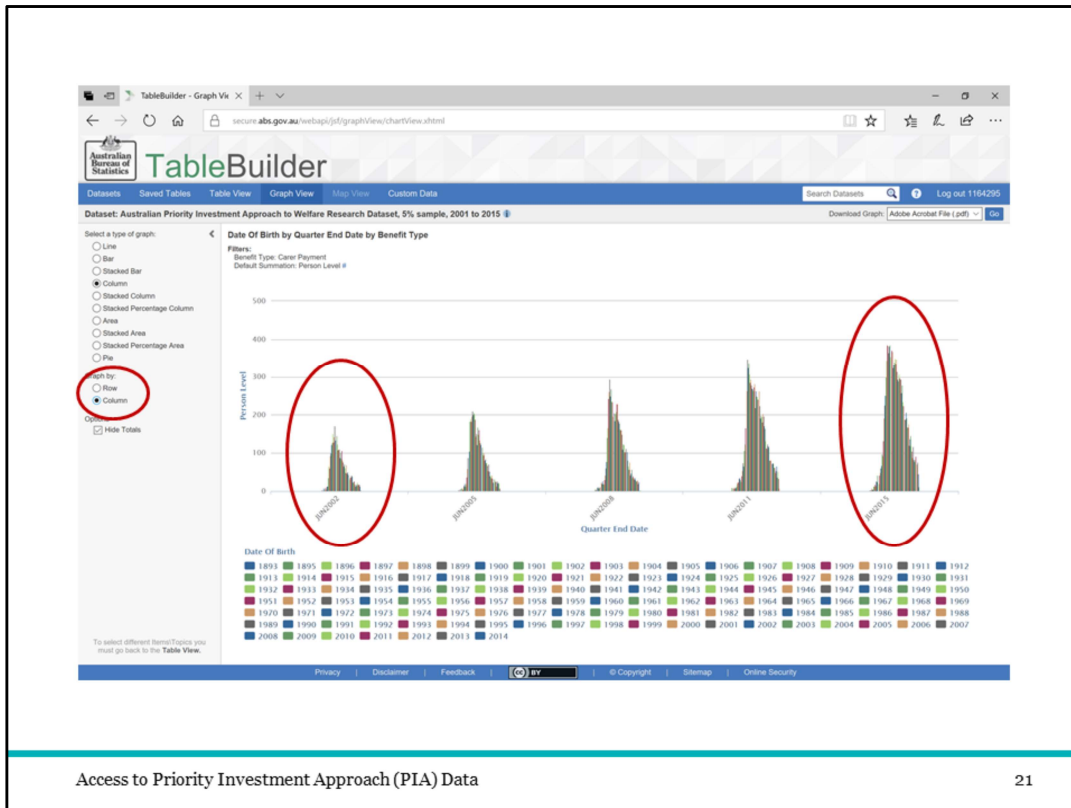 TableBuilder - Graph Vie
secure.abs.gov.au/webapi/jsf/graphView/chartView.xhtml
Australian
Bureau of
Statistics
TableBuilder
Datasets Saved Tables Table View Graph View Map View Custom Data Search Datasets Log out 1164295
Dataset: Australian Priority Investment Approach to Welfare Research Dataset, 5% sample, 2001 to 2015 Download Graph: Adobe Acrobat File (.pdf) Go
Select a type of graph:
Line
Bar
Stacked Bar
Column
Stacked Column
Stacked Percentage Column
Area
Stacked Area
Stacked Percentage Area
Pie
Graph by:
Row
Column
Hide Totals
To select different Items\Topics you
must go back to the Table View.
Date Of Birth by Quarter End Date by Benefit Type
Filters:
Benefit Type: Carer Payment
Default Summation: Person Level #
Person Level
500
400
300
200
100
0
JUN2002 JUN2005 JUN2008 JUN2011 JUN2015
Quarter End Date
Date Of Birth
1893 1895 1896 1897 1898 1899 1900 1901 1902 1903 1904 1905 1906 1907 1908 1909 1910 1911 1912
1913 1914 1915 1916 1917 1918 1919 1920 1921 1922 1923 1924 1925 1926 1927 1928 1929 1930 1931
1932 1933 1934 1935 1936 1937 1938 1939 1940 1941 1942 1943 1944 1945 1946 1947 1948 1949 1950
1951 1952 1953 1954 1955 1956 1957 1958 1959 1960 1961 1962 1963 1964 1965 1966 1967 1968 1969
1970 1971 1972 1973 1974 1975 1976 1977 1978 1979 1980 1981 1982 1983 1984 1985 1986 1987 1988
1989 1990 1991 1992 1993 1994 1995 1996 1997 1998 1999 2000 2001 2002 2003 2004 2005 2006 2007
2008 2009 2010 2011 2012 2013 2014
Privacy | Disclaimer | Feedback | (cc) BY | © Copyright | Sitemap | Online Security
Access to Priority Investment Approach (PIA) Data 21